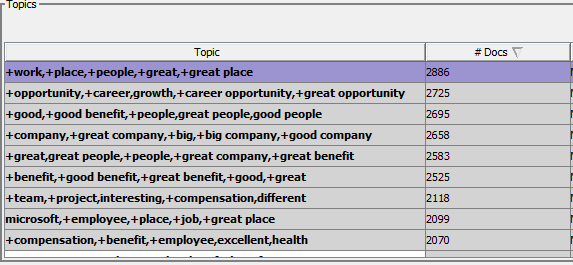 Topics
Topic # Docs
+work,+place,+people,+great,+great place 2886
+opportunity,+career,growth,+career opportunity,+great opportunity 2725
+good,+good benefit,+people,great people,good people 2695
+company,+great company,+big,+big company,+good company 2658
+great,great people,+people,+great company,+great benefit 2583
+benefit,+good benefit,+great benefit,+good,+great 2525
+team,+project,interesting,+compensation,different 2118
microsoft,+employee,+place,+job,+great place 2099
+compensation,+benefit,+employee,excellent,health 2070